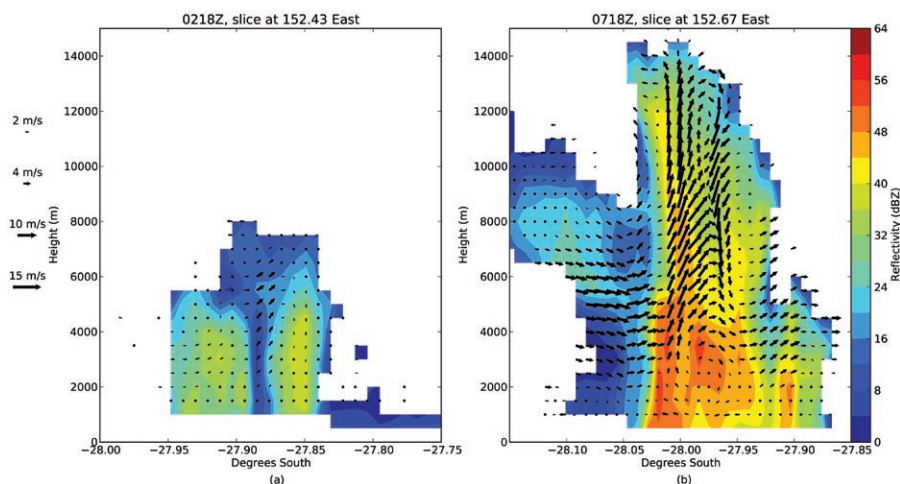 0218Z, slice at 152.43 East
14000
12000
10000
8000
6000
4000
2000
0
Height (m)
2 m/s
4 m/s
10 m/s
15 m/s
−28.00 −27.95 −27.90 −27.85 −27.80 −27.75
Degrees South
(a)
0718Z, slice at 152.67 East
14000
12000
10000
8000
6000
4000
2000
0
Height (m)
−28.10 −28.05 −28.00 −27.95 −27.90 −27.85
Degrees South
(b)
64
56
48
40
32
24
16
8
0
Reflectivity (dBZ)